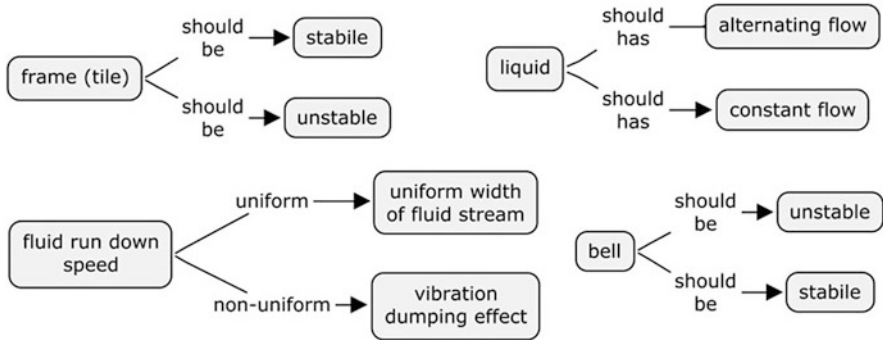 should
be
stabile
frame (tile)
should
be
unstable
should
has
alternating flow
liquid
should
has
constant flow
uniform
uniform width
of fluid stream
fluid run down
speed
non-uniform
vibration
dumping effect
should
be
unstable
bell
should
be
stabile